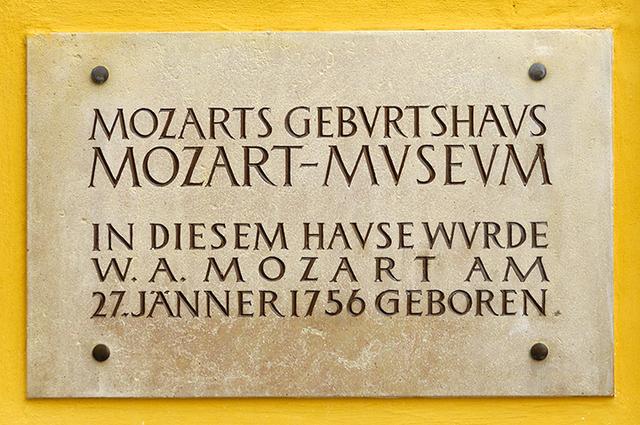 MOZARTS GEBVRTSHAVS
MOZART-MVSEVM
IN DIESEM HAVSE WVRDE
W. A. MOZART AM
27. JÄNNER 1756 GEBOREN.